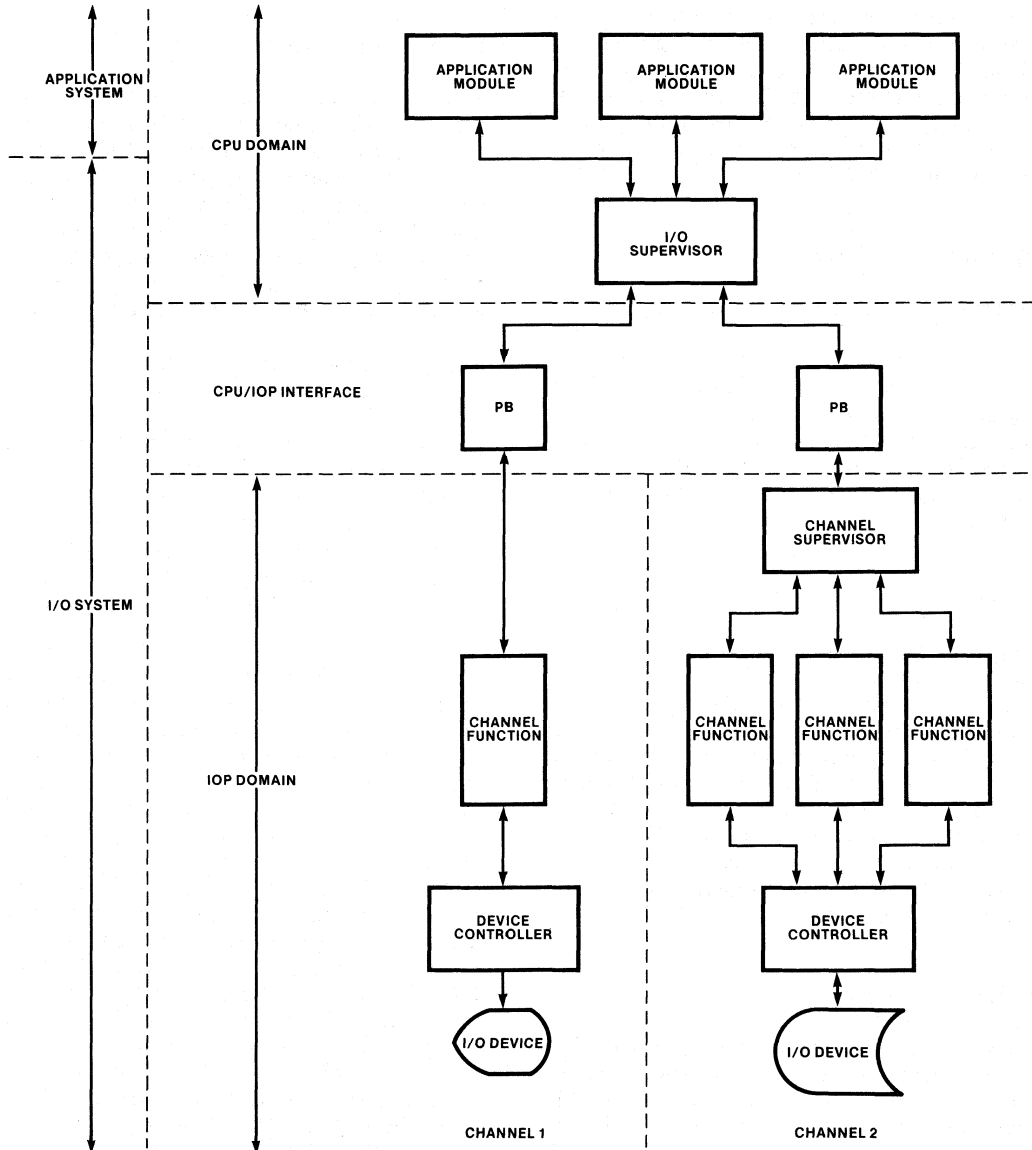 APPLICATION
SYSTEM
APPLICATION
MODULE
APPLICATION
MODULE
APPLICATION
MODULE
CPU DOMAIN
I/O
SUPERVISOR
CPU/IOP INTERFACE
PB
PB
CHANNEL
SUPERVISOR
I/O SYSTEM
CHANNEL
FUNCTION
CHANNEL
FUNCTION
CHANNEL
FUNCTION
CHANNEL
FUNCTION
IOP DOMAIN
DEVICE
CONTROLLER
DEVICE
CONTROLLER
I/O DEVICE
I/O DEVICE
CHANNEL 1
CHANNEL 2